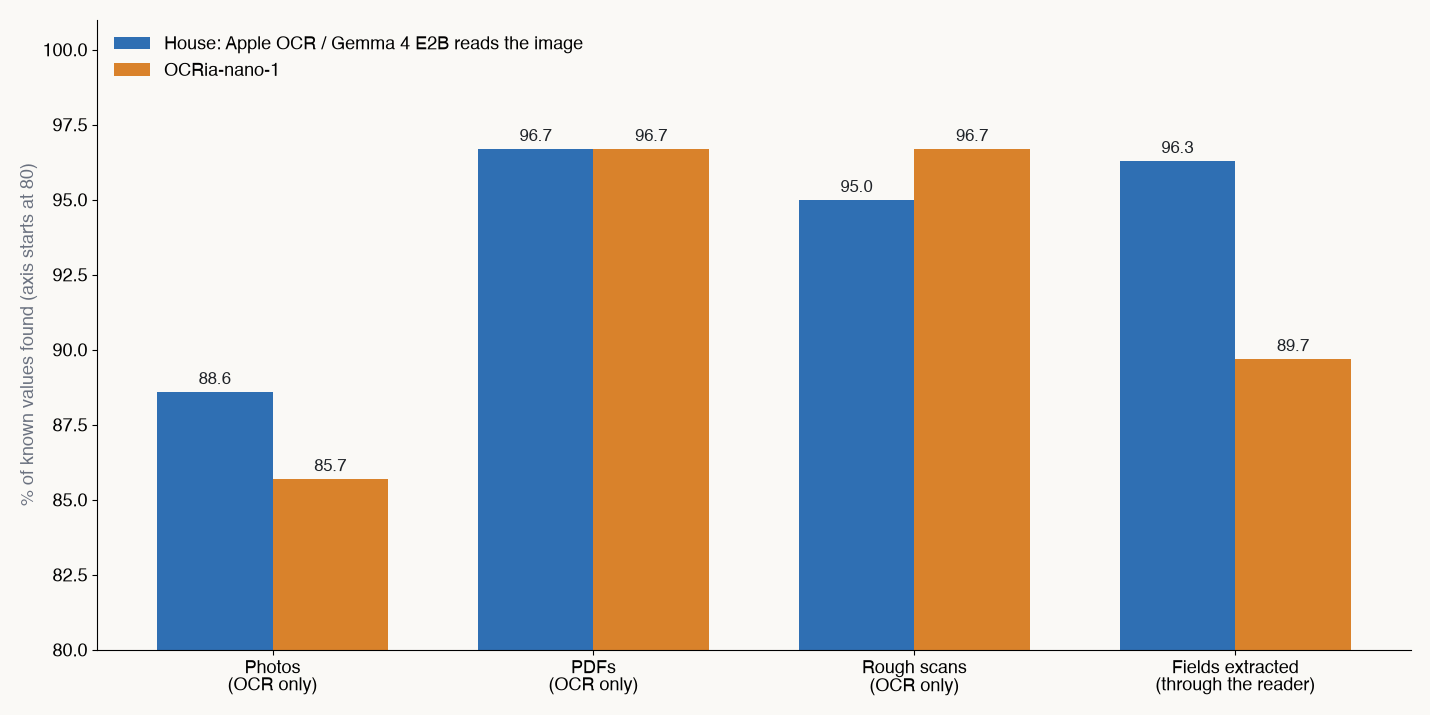 100.0
97.5
95.0
92.5
90.0
87.5
85.0
82.5
80.0
% of known values found (axis starts at 80)
House: Apple OCR / Gemma 4 E2B reads the image
OCRia-nano-1
88.6
85.7
96.7
96.7
95.0
96.7
96.3
89.7
Photos
(OCR only)
PDFs
(OCR only)
Rough scans
(OCR only)
Fields extracted
(through the reader)